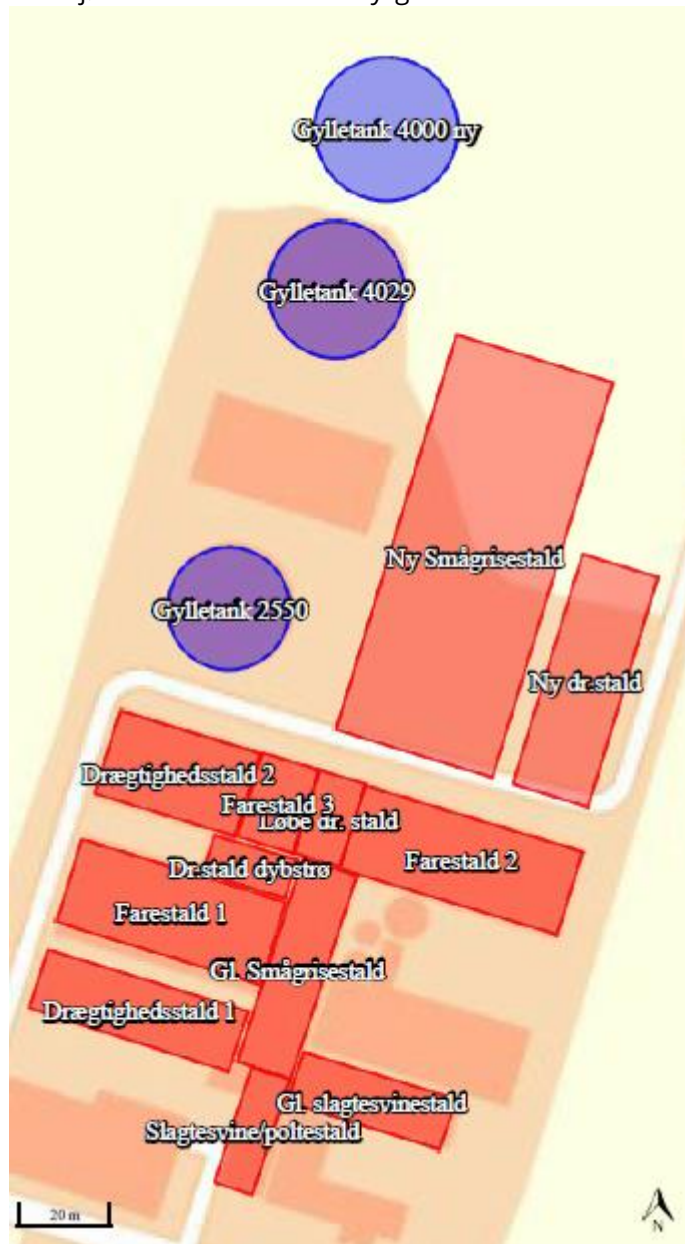 Gylletank 4000 ny
Gylletank 4029
Ny Smågrisestald
Gylletank 2550
Ny dr.stald
Drægtighedsstald 2
Farestald 3
Løbe dr. stald
Farestald 2
Dr.stald dybstrø
Farestald 1
Gl. Smågrisestald
Drægtighedsstald 1
Gl. slagtesvinestald
Slagtesvine/poltestald
20 m
N